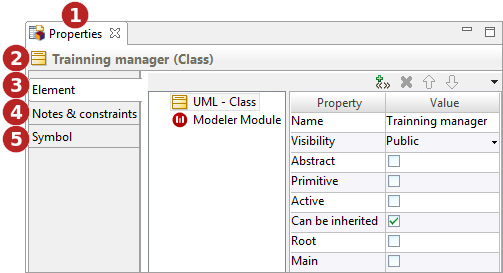 1
Properties
2 Trainning manager (Class)
3 Element
4 Notes & constraints
5 Symbol
UML - Class
Modeler Module
Property Value
Name Trainning manager
Visibility Public
Abstract
Primitive
Active
Can be inherited
Root
Main